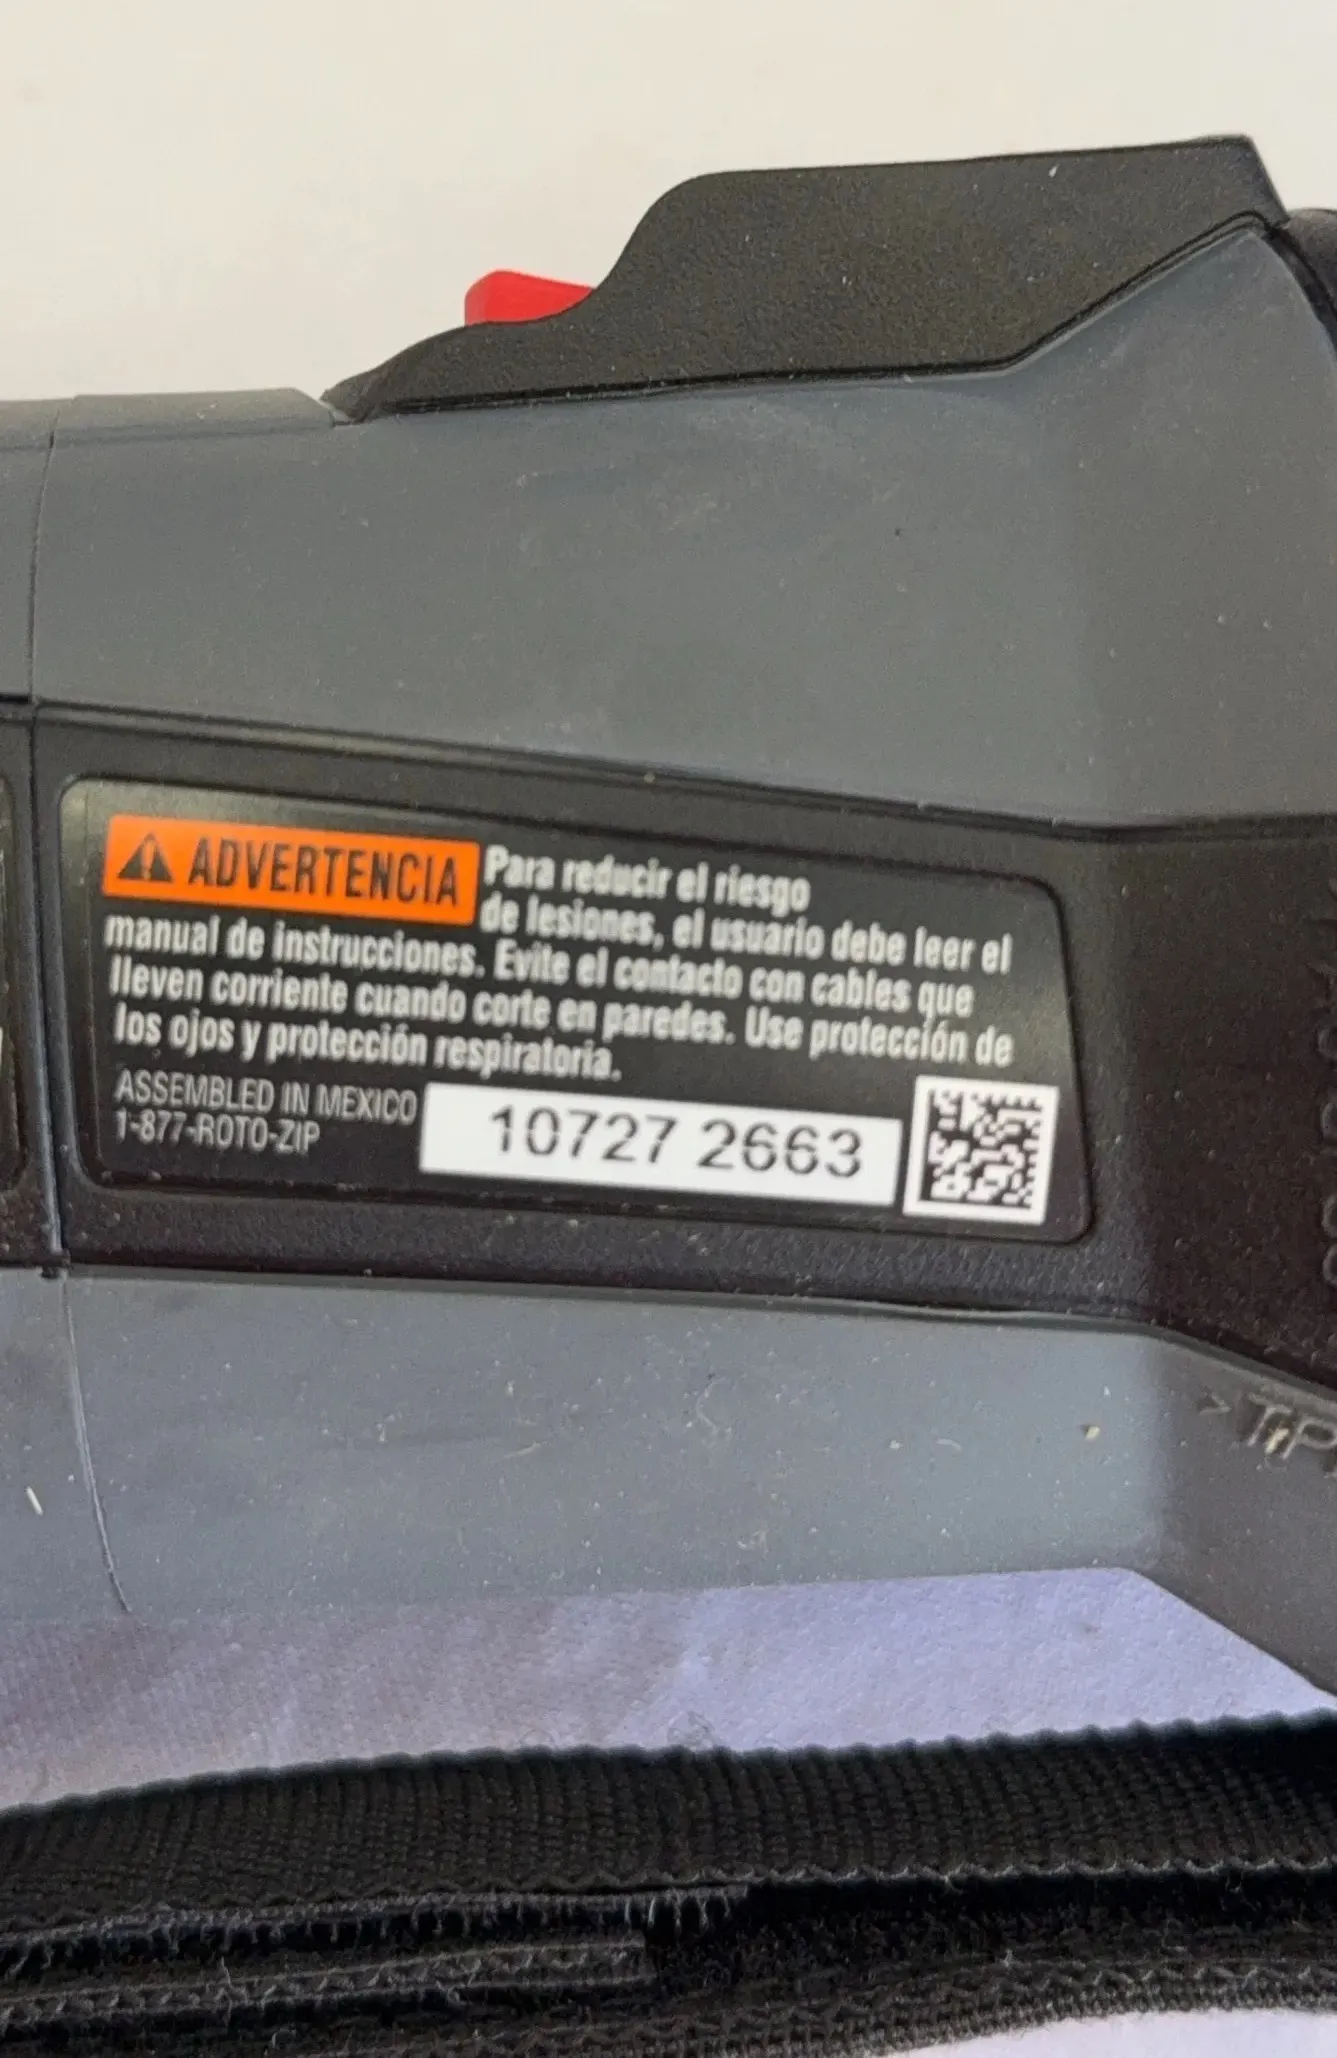 ADVERTENCIA Para reducir el riesgo
de lesiones, el usuario debe leer el
manual de instrucciones. Evite el contacto con cables que
lleven corriente cuando corte en paredes. Use protección de
los ojos y protección respiratoria.
ASSEMBLED IN MEXICO
1-877-ROTO-ZIP
10727 2663